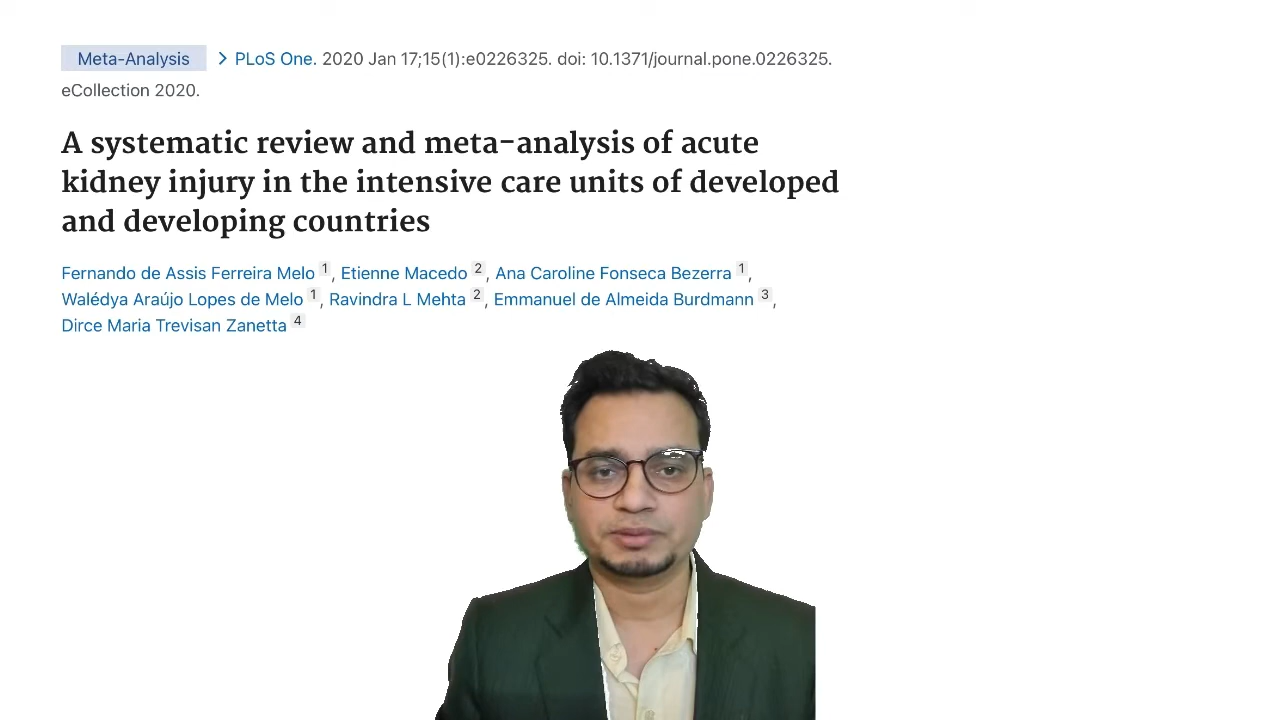 Meta-Analysis > PLoS One. 2020 Jan 17;15(1):e0226325. doi: 10.1371/journal.pone.0226325.
eCollection 2020.
A systematic review and meta-analysis of acute
kidney injury in the intensive care units of developed
and developing countries
Fernando de Assis Ferreira Melo 1, Etienne Macedo 2, Ana Caroline Fonseca Bezerra 1,
Walédya Araújo Lopes de Melo 1, Ravindra L Mehta 2, Emmanuel de Almeida Burdmann 3,
Dirce Maria Trevisan Zanetta 4